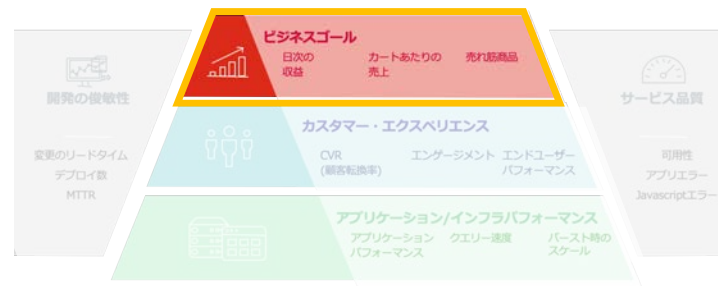 ビジネスゴール
日次の
収益
カートあたりの
売上
売れ筋商品
開発の俊敏性
変更のリードタイム
デプロイ数
MTTR
カスタマー・エクスペリエンス
CVR
(顧客転換率)
エンゲージメント
エンドユーザー
パフォーマンス
アプリケーション/インフラパフォーマンス
アプリケーション
パフォーマンス
クエリー速度
バースト時の
スケール
サービス品質
可用性
アプリエラー
Javascriptエラー